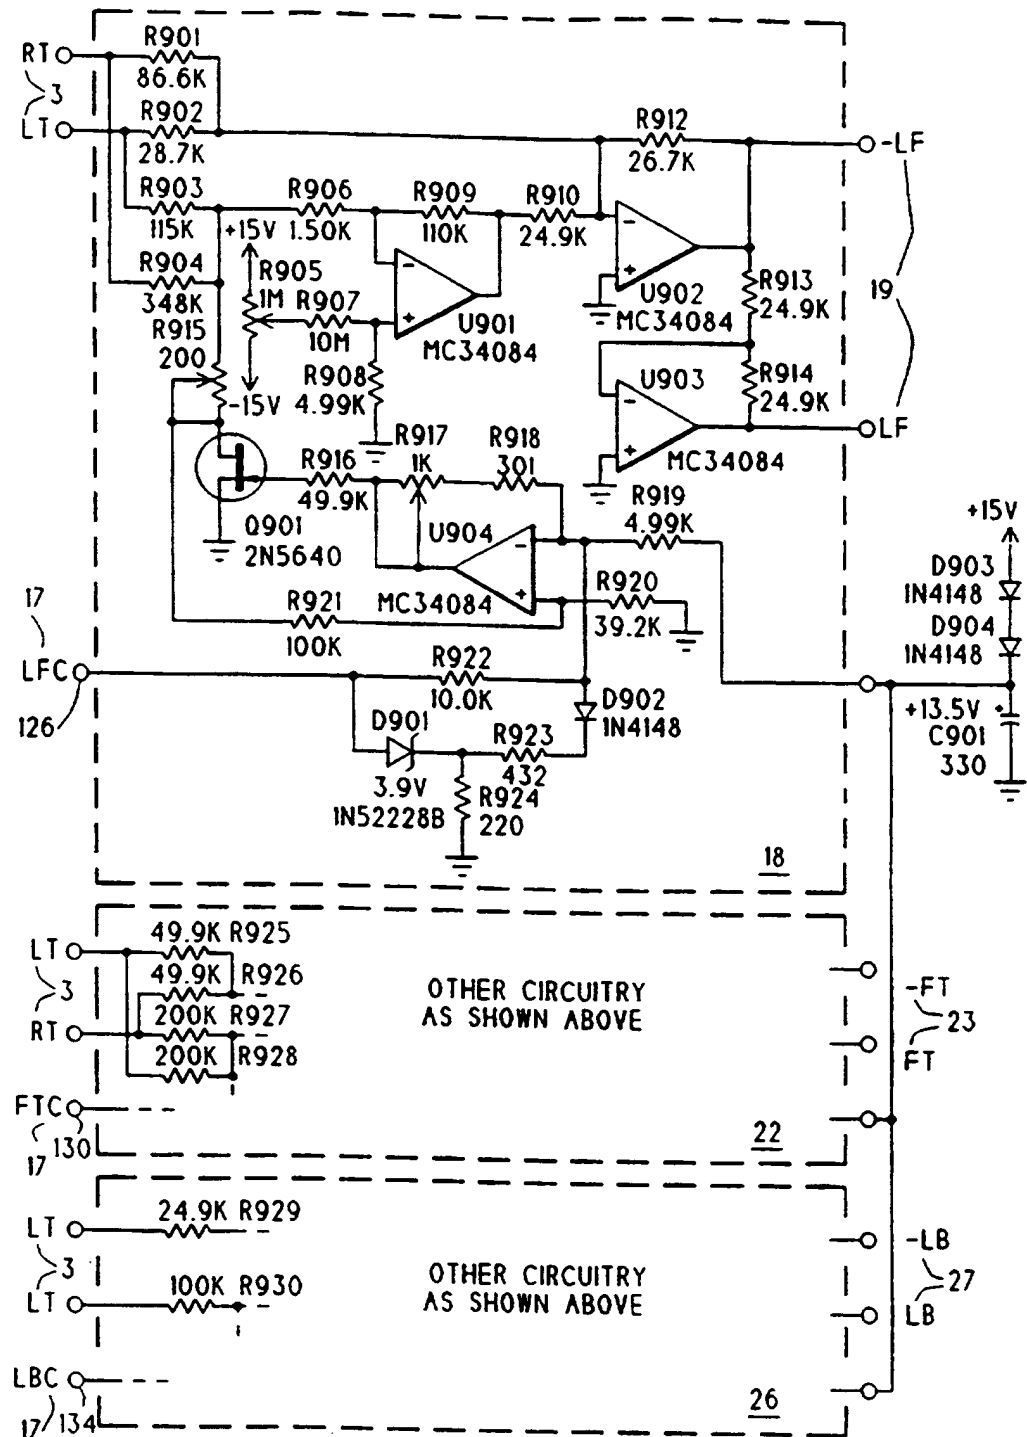 RT
3
LT
R901
86.6K
R902
28.7K
R903
115K
R904
348K
R915
200
+15V
R905
1M
-15V
R906
1.50K
R907
10M
R908
4.99K
R909
110K
U901
MC34084
R910
24.9K
R912
26.7K
U902
MC34084
R913
24.9K
U903
MC34084
R914
24.9K
-LF
19
LF
Q901
2N5640
R916
49.9K
R917
1K
R918
301
U904
MC34084
R919
4.99K
R920
39.2K
R921
100K
17
LFC
126
R922
10.0K
D901
3.9V
1N52228B
R923
432
R924
220
D902
1N4148
+15V
D903
1N4148
D904
1N4148
+13.5V
+
C901
330
18
LT
3
RT
49.9K R925
49.9K R926
200K R927
200K R928
OTHER CIRCUITRY
AS SHOWN ABOVE
-FT
23
FT
FTC
17
130
22
LT
3
LT
24.9K R929
100K R930
OTHER CIRCUITRY
AS SHOWN ABOVE
-LB
27
LB
LBC
17
134
26